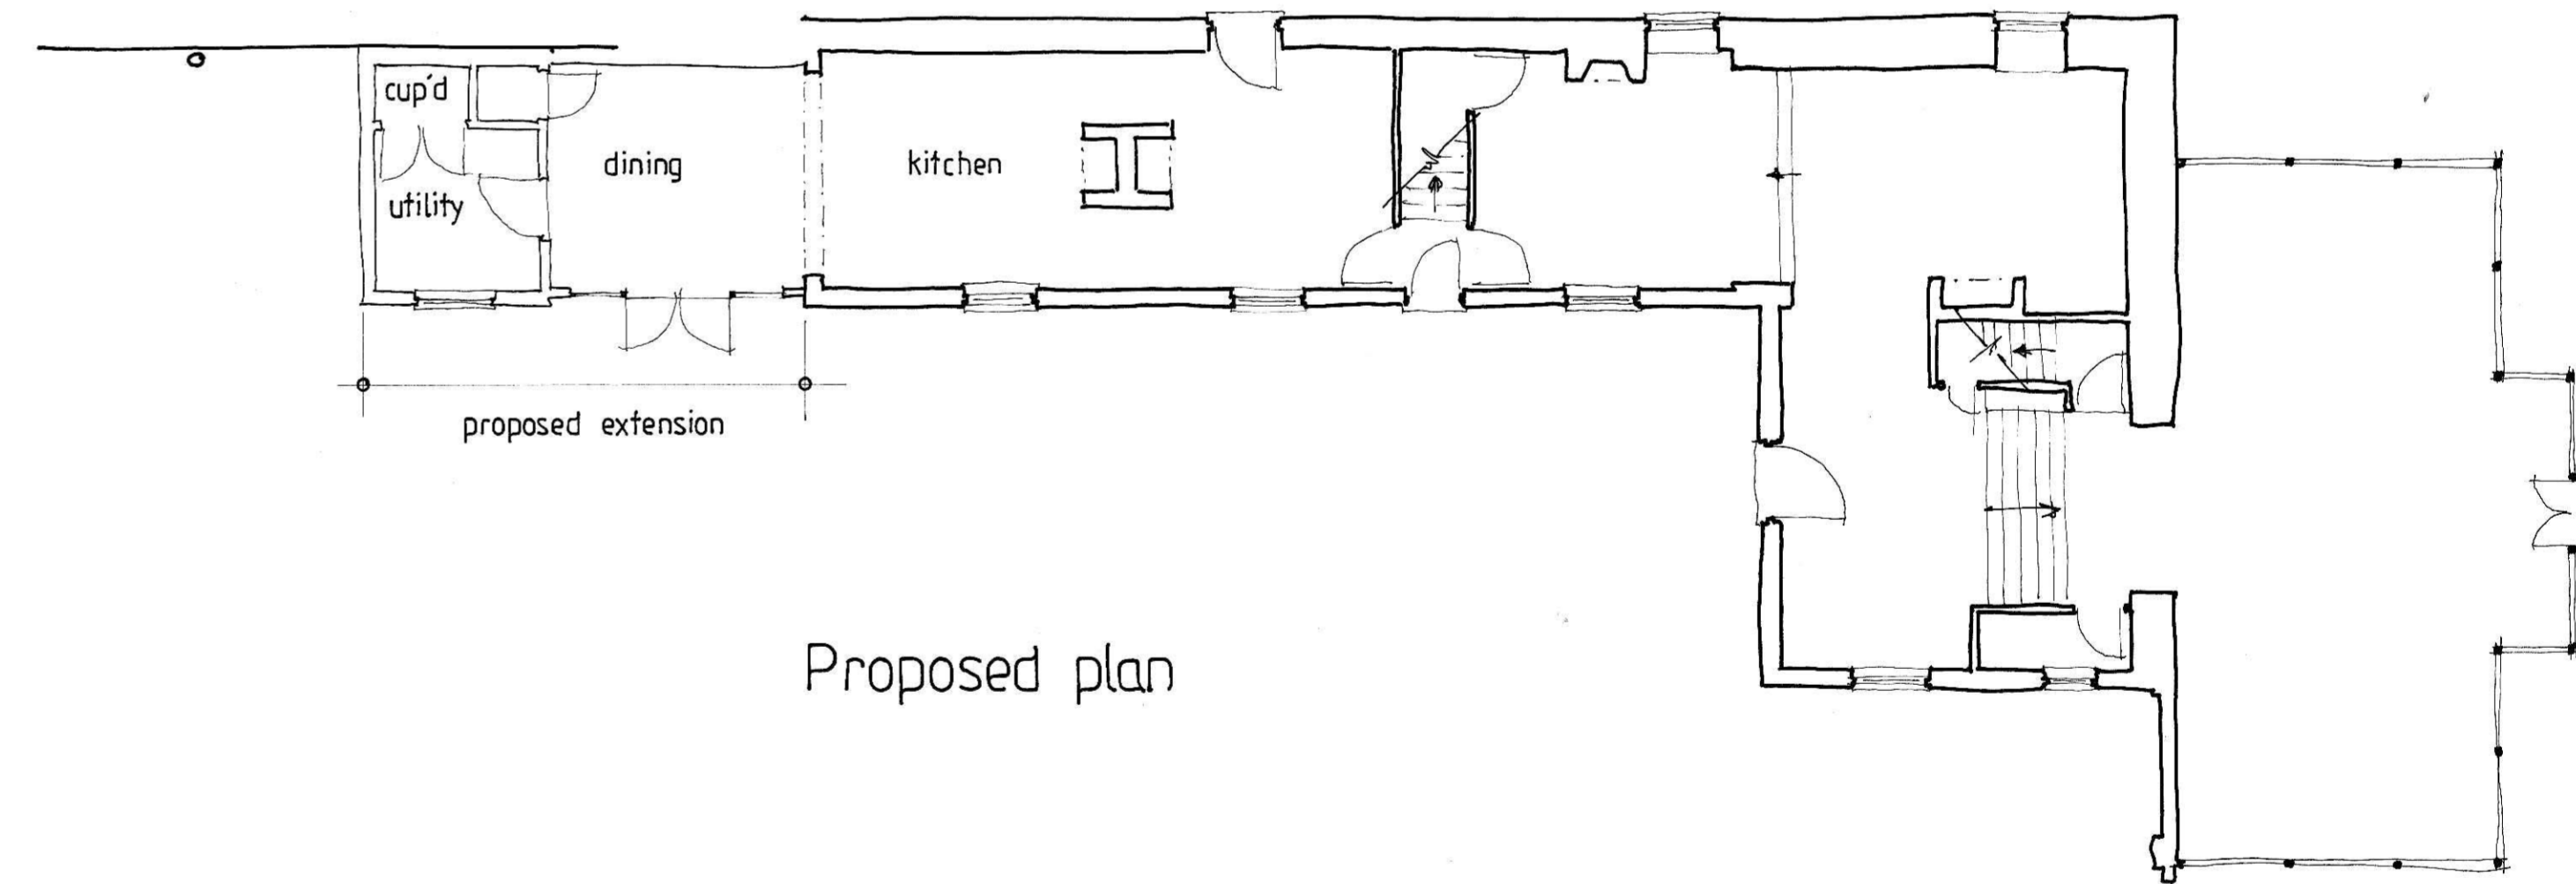 cup'd
utility
dining
kitchen
proposed extension
Proposed plan